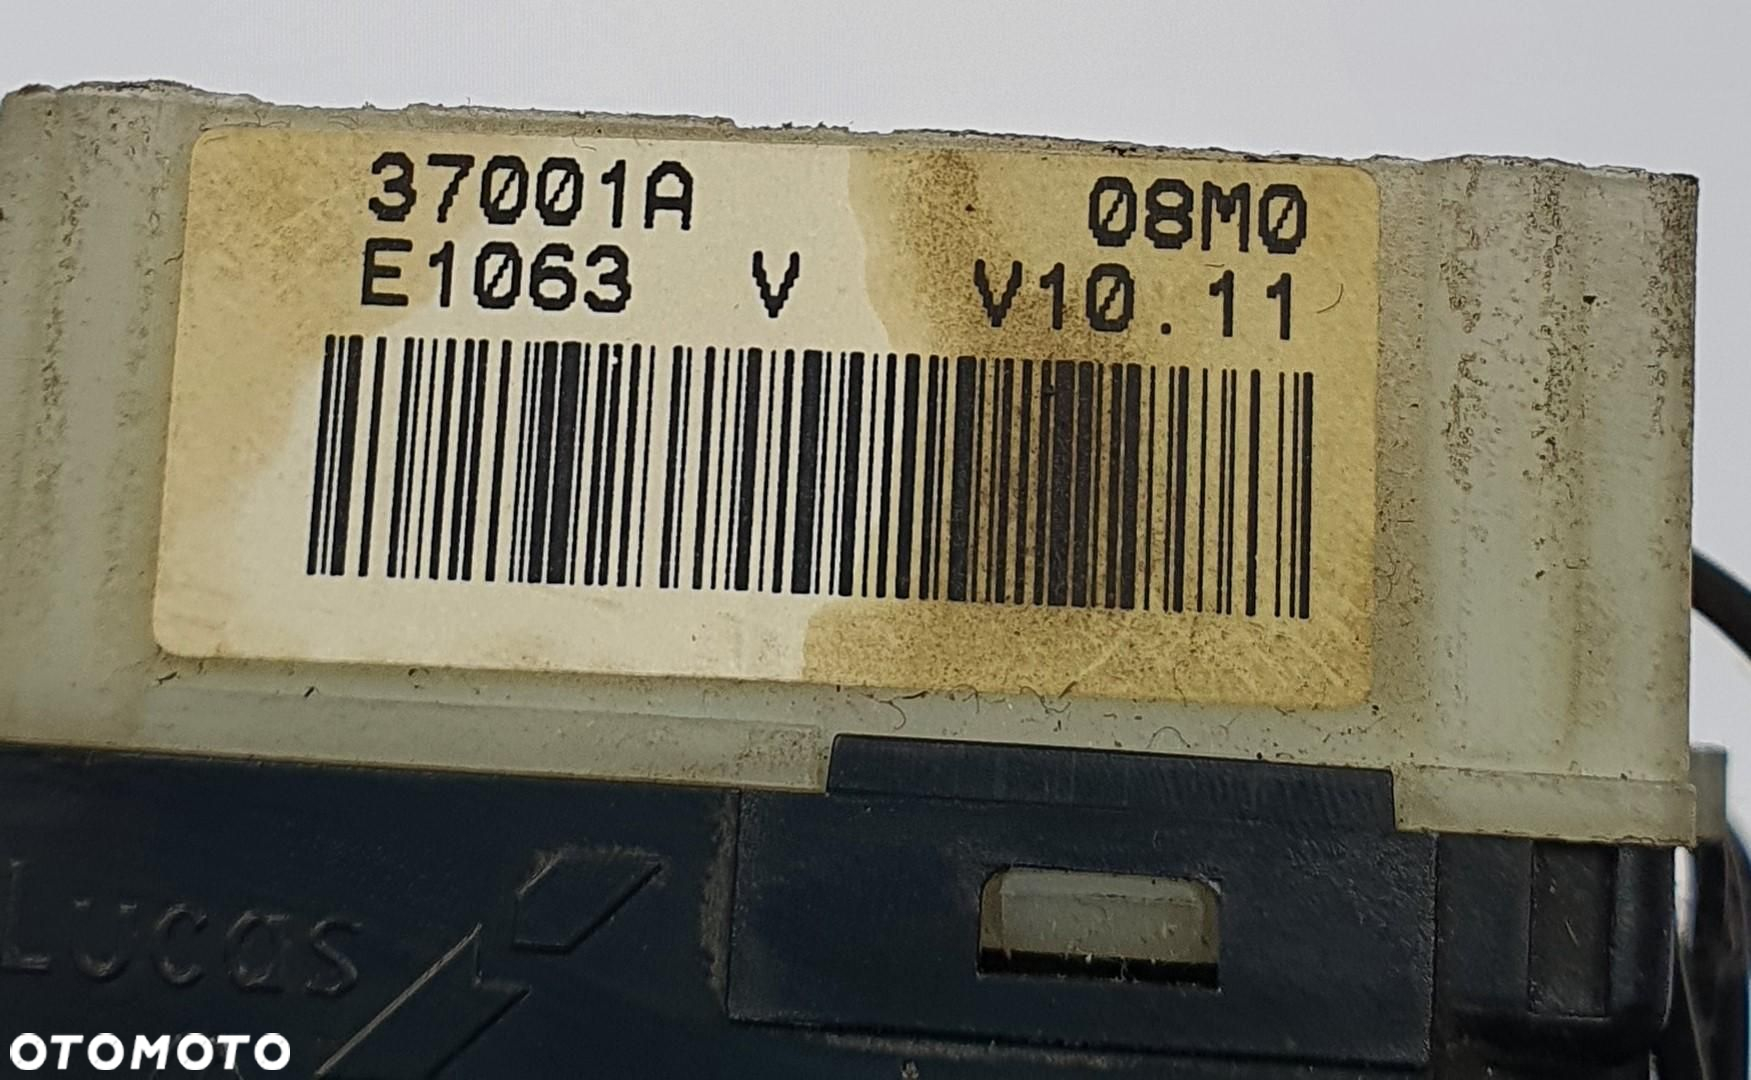 37001A 08M0
E1063 V V10.11
Lucas
OTOMOTO